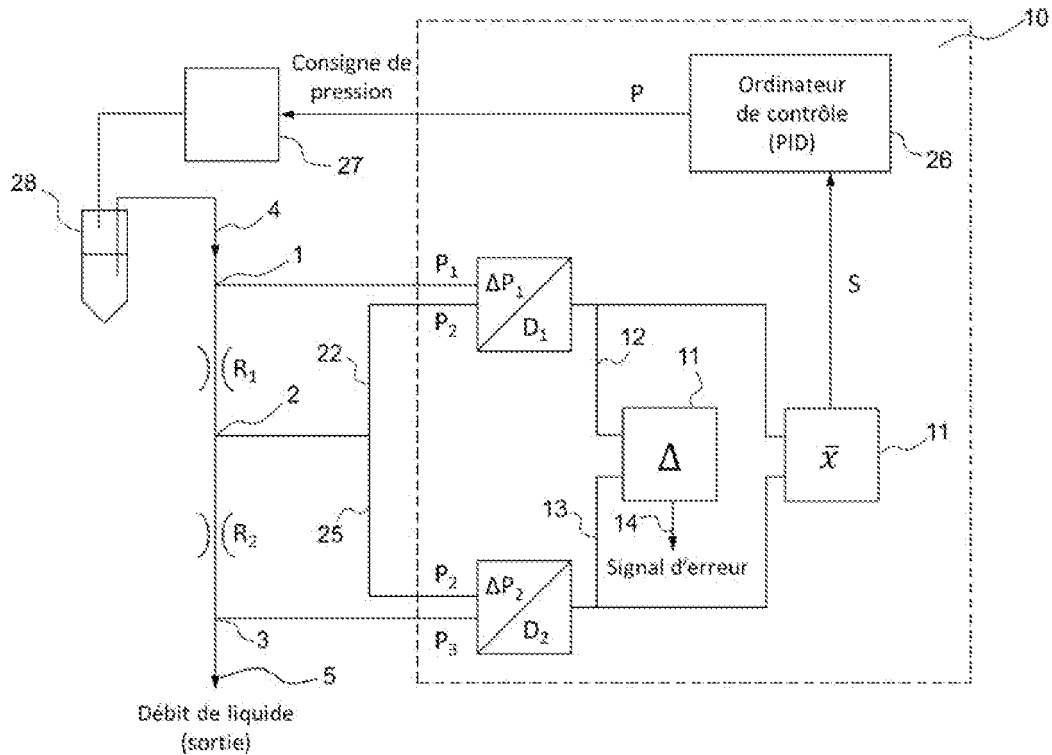 10
Consigne de
pression
P
Ordinateur
de contrôle
(PID)
26
27
28
4
1
P1
P2
ΔP1
D1
S
12
11
22
R1
2
Δ
x̄
11
13
14
25
R2
Signal d'erreur
P2
P3
ΔP2
D2
3
5
Débit de liquide
(sortie)